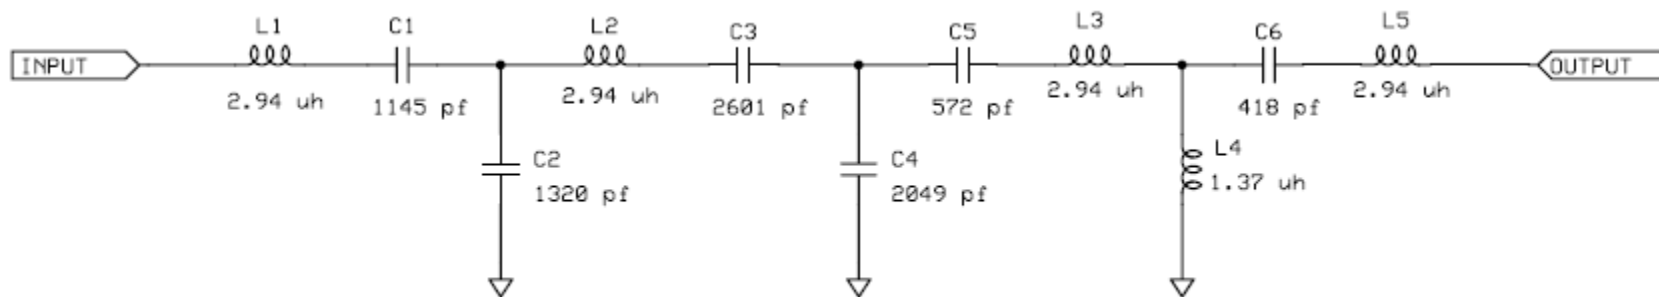 INPUT
L1
2.94 uh
C1
1145 pf
C2
1320 pf
L2
2.94 uh
C3
2601 pf
C4
2049 pf
C5
572 pf
L3
2.94 uh
L4
1.37 uh
C6
418 pf
L5
2.94 uh
OUTPUT